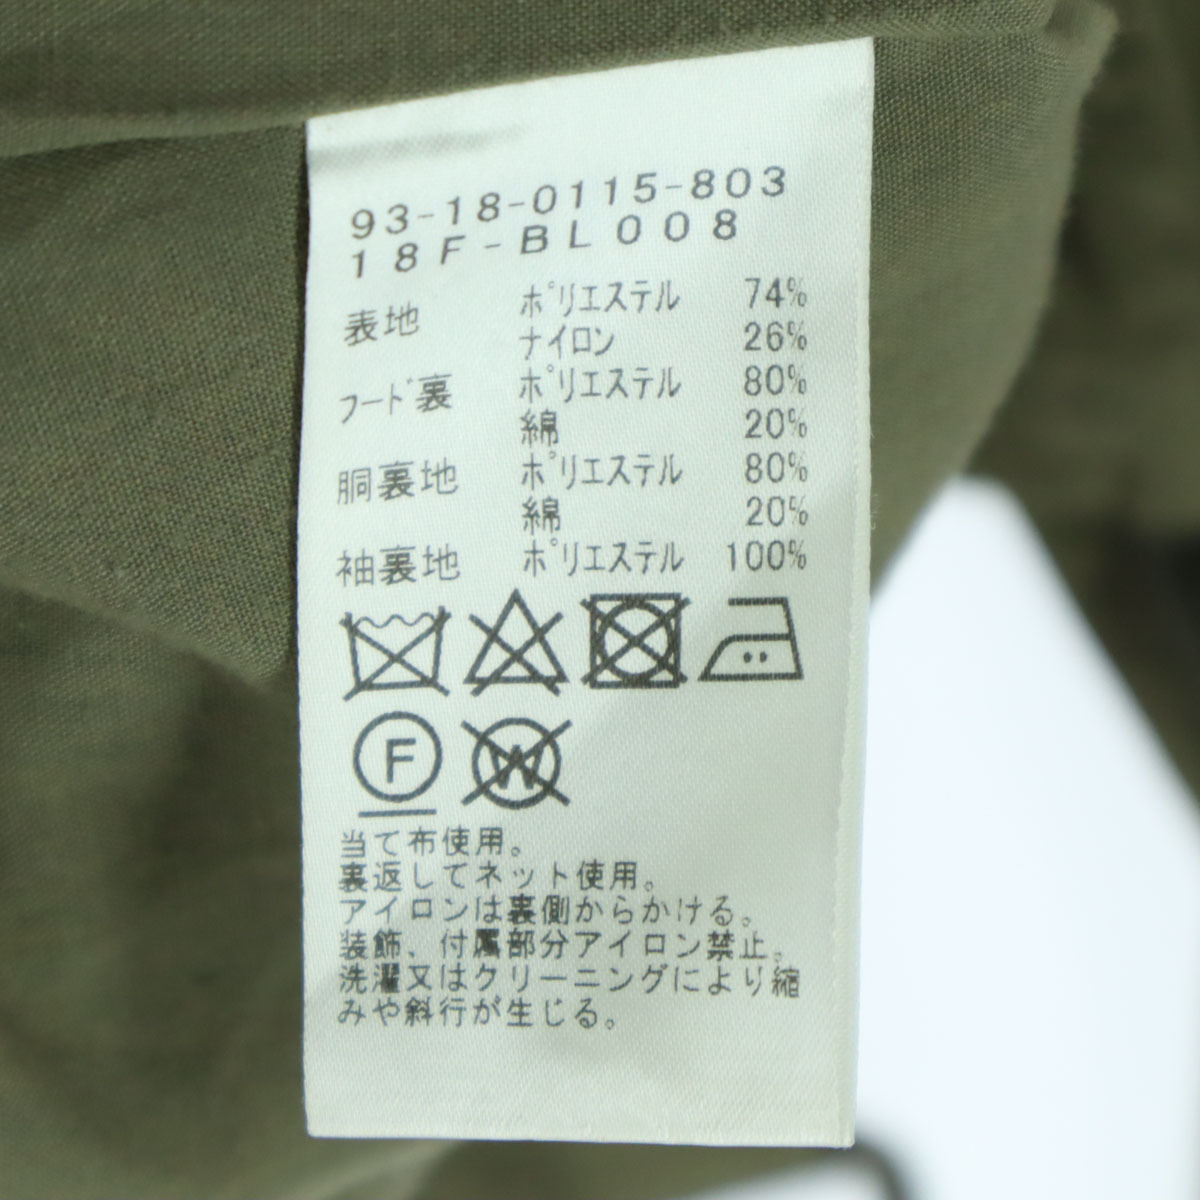 93-18-0115-803
18F-BL008
表地 ポリエステル 74%
ナイロン 26%
フード裏 ポリエステル 80%
綿 20%
胴裏地 ポリエステル 80%
綿 20%
袖裏地 ポリエステル 100%
F W
当て布使用。
裏返してネット使用。
アイロンは裏側からかける。
装飾、付属部分アイロン禁止。
洗濯又はクリーニングにより縮
みや斜行が生じる。